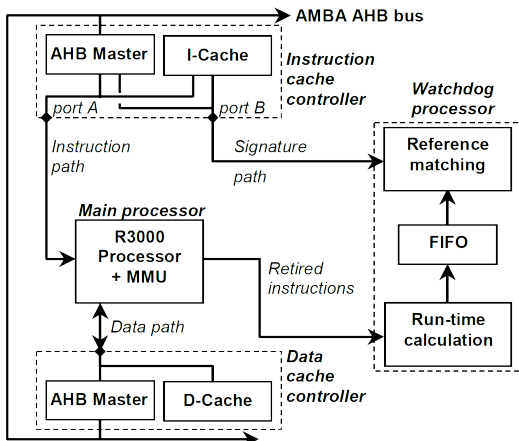 AMBA AHB bus
AHB Master
I-Cache
Instruction
cache
controller
port A
port B
Instruction
path
Signature
path
Watchdog
processor
Reference
matching
FIFO
Run-time
calculation
Main processor
R3000
Processor
+ MMU
Retired
instructions
Data path
Data
cache
controller
AHB Master
D-Cache